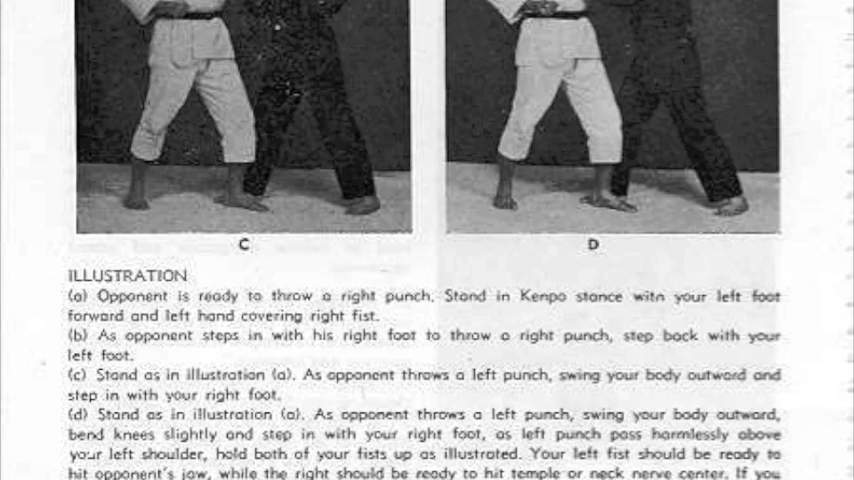 C D
ILLUSTRATION
(a) Opponent is ready to throw a right punch. Stand in Kenpo stance with your left foot
forward and left hand covering right fist.
(b) As opponent steps in with his right foot to throw a right punch, step back with your
left foot.
(c) Stand as in illustration (a). As opponent throws a left punch, swing your body outward and
step in with your right foot.
(d) Stand as in illustration (a). As opponent throws a left punch, swing your body outward,
bend knees slightly and step in with your right foot, as left punch pass harmlessly above
your left shoulder, hold both of your fists up as illustrated. Your left fist should be ready to
hit opponent's jaw, while the right should be ready to hit temple or neck nerve center. If you